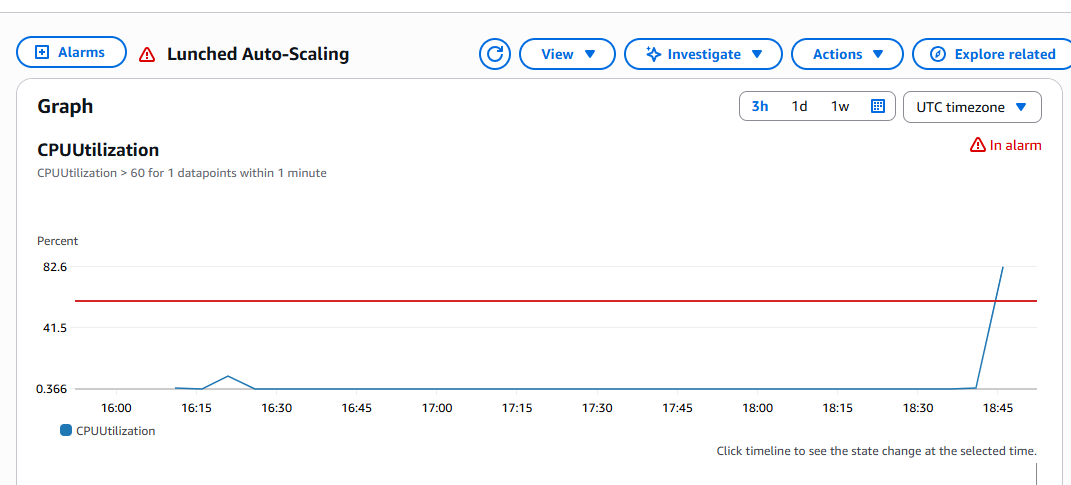 Alarms
Lunched Auto-Scaling
View
Investigate
Actions
Explore related
Graph
3h 1d 1w
UTC timezone
CPUUtilization
In alarm
CPUUtilization > 60 for 1 datapoints within 1 minute
Percent
82.6
41.5
0.366
16:00 16:15 16:30 16:45 17:00 17:15 17:30 17:45 18:00 18:15 18:30 18:45
CPUUtilization
Click timeline to see the state change at the selected time.